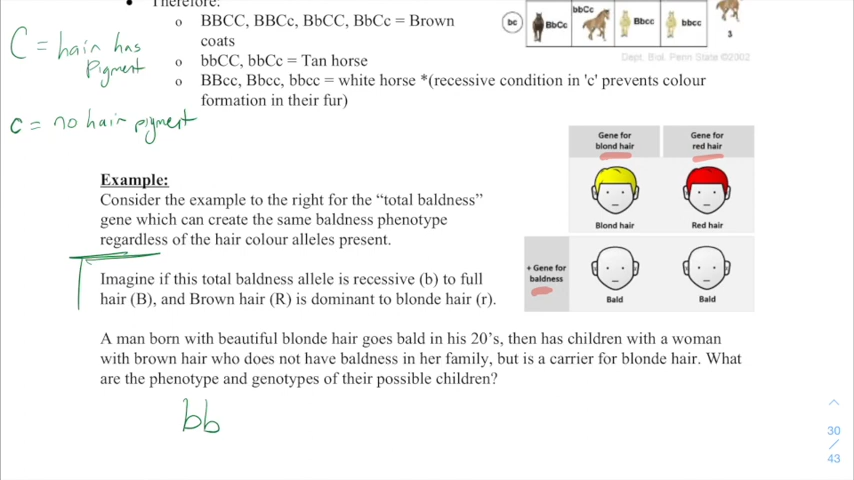 Therefore:
o BBCC, BBCc, BbCC, BbCc = Brown
coats
o bbCC, bbCc = Tan horse
o BBcc, Bbcc, bbcc = white horse *(recessive condition in 'c' prevents colour
formation in their fur)
C = hair has
Pigment
c = no hair pigment
bc
BbCc
bbCc
Bbcc
bbcc
3
Dept. Biol. Penn State ©2002
Example:
Consider the example to the right for the “total baldness”
gene which can create the same baldness phenotype
regardless of the hair colour alleles present.
Imagine if this total baldness allele is recessive (b) to full
hair (B), and Brown hair (R) is dominant to blonde hair (r).
Gene for
blond hair
Gene for
red hair
Blond hair
Red hair
+ Gene for
baldness
Bald
Bald
A man born with beautiful blonde hair goes bald in his 20’s, then has children with a woman
with brown hair who does not have baldness in her family, but is a carrier for blonde hair. What
are the phenotype and genotypes of their possible children?
bb
30
/
43